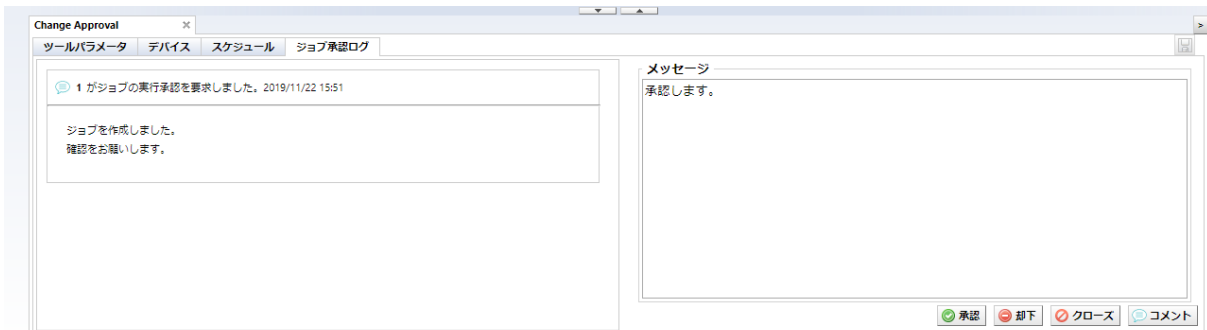 Change Approval
ツールパラメータ デバイス スケジュール ジョブ承認ログ
1 がジョブの実行承認を要求しました。2019/11/22 15:51
ジョブを作成しました。
確認をお願いします。
メッセージ
承認します。
承認 却下 クローズ コメント